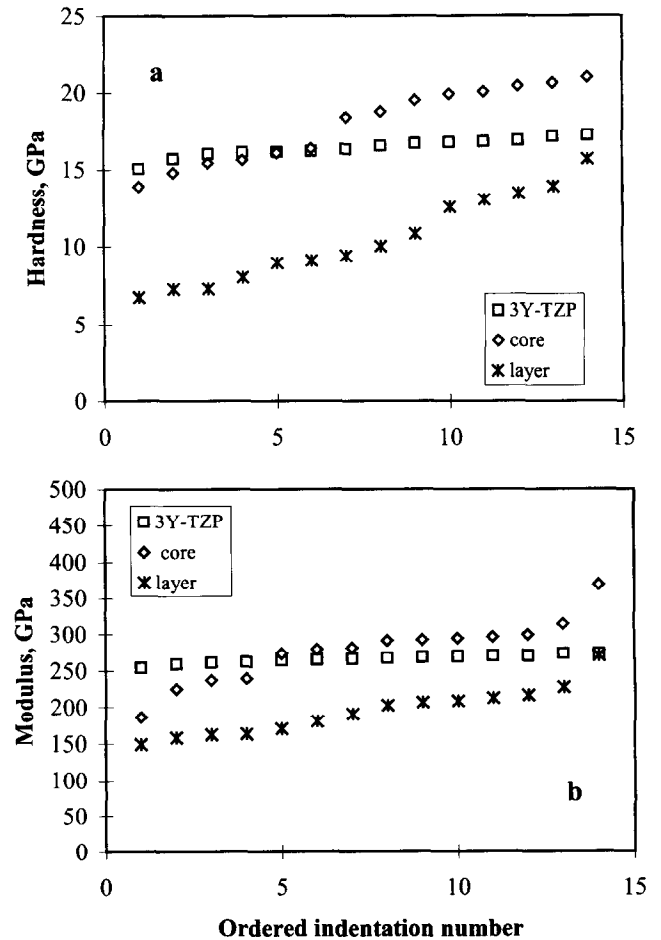 25
20
15
10
5
0
Hardness, GPa
a
3Y-TZP
core
layer
0
5
10
15
500
450
400
350
300
250
200
150
100
50
0
Modulus, GPa
3Y-TZP
core
layer
b
0
5
10
15
Ordered indentation number